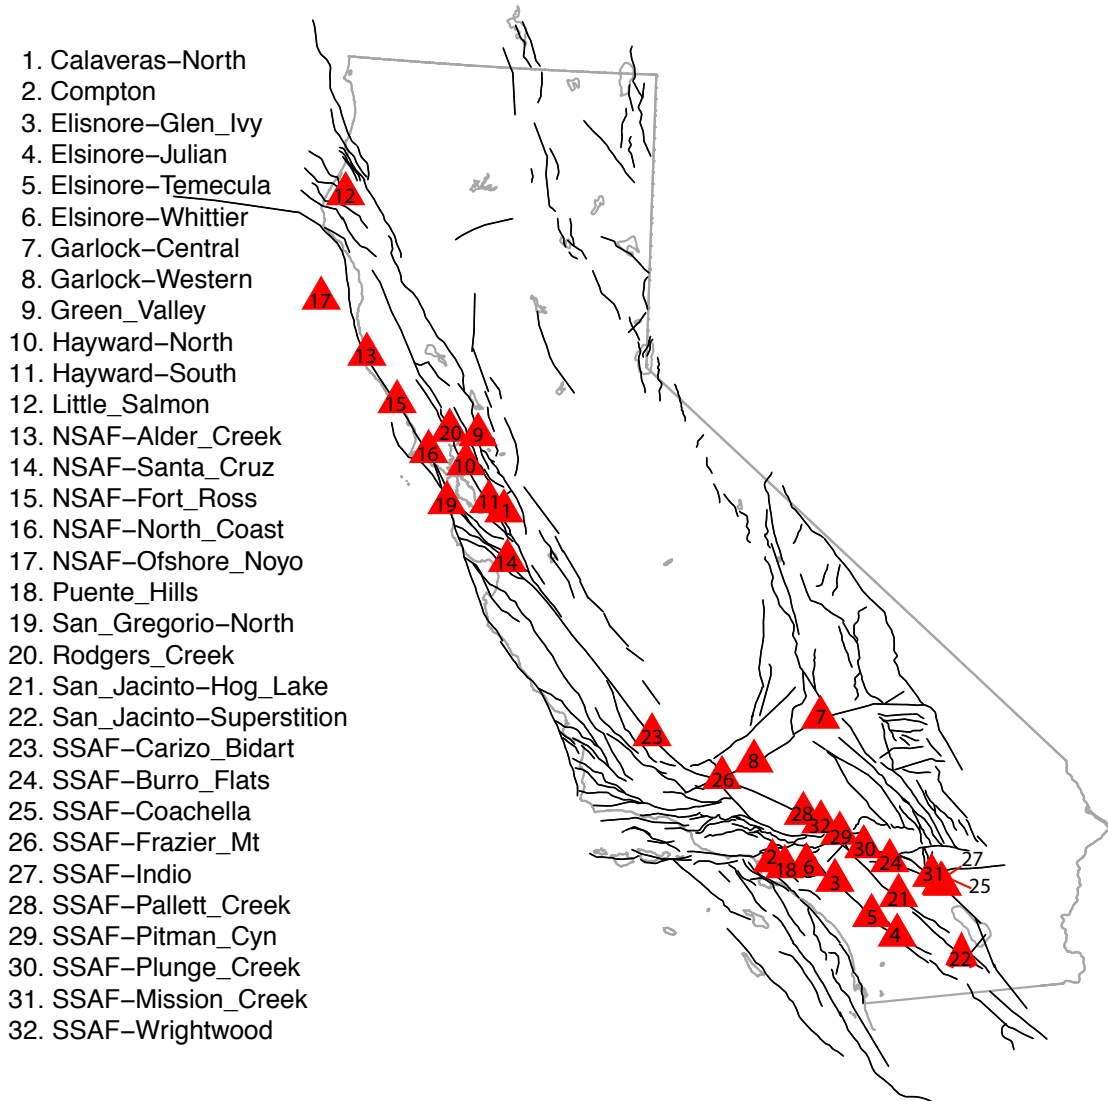 1. Calaveras−North
2. Compton
3. Elisnore−Glen_Ivy
4. Elsinore−Julian
5. Elsinore−Temecula
6. Elsinore−Whittier
7. Garlock−Central
8. Garlock−Western
9. Green_Valley
10. Hayward−North
11. Hayward−South
12. Little_Salmon
13. NSAF−Alder_Creek
14. NSAF−Santa_Cruz
15. NSAF−Fort_Ross
16. NSAF−North_Coast
17. NSAF−Ofshore_Noyo
18. Puente_Hills
19. San_Gregorio−North
20. Rodgers_Creek
21. San_Jacinto−Hog_Lake
22. San_Jacinto−Superstition
23. SSAF−Carizo_Bidart
24. SSAF−Burro_Flats
25. SSAF−Coachella
26. SSAF−Frazier_Mt
27. SSAF−Indio
28. SSAF−Pallett_Creek
29. SSAF−Pitman_Cyn
30. SSAF−Plunge_Creek
31. SSAF−Mission_Creek
32. SSAF−Wrightwood
12
17
13
15
20
9
16
10
19
11
1
14
7
23
8
26
28
32
29
30
2
18
6
24
27
31
3
25
21
5
4
22